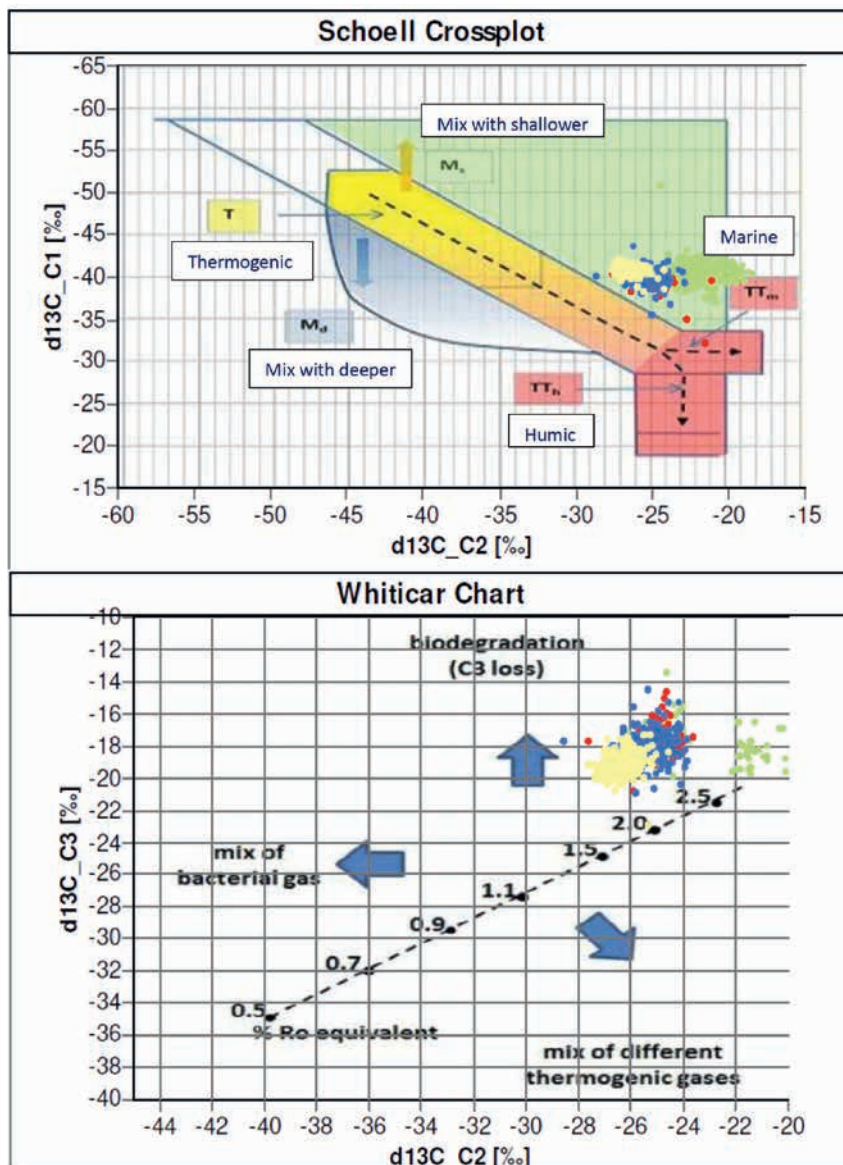 Schoell Crossplot
-65
-60
-55
-50
-45
-40
-35
-30
-25
-20
-15
d13C_C1 [‰]
Mix with shallower
Ms
T
Thermogenic
Marine
TTm
Md
Mix with deeper
TTh
Humic
-60 -55 -50 -45 -40 -35 -30 -25 -20 -15
d13C_C2 [‰]
Whiticar Chart
-10
-12
-14
-16
-18
-20
-22
-24
-26
-28
-30
-32
-34
-36
-38
-40
d13C_C3 [‰]
biodegradation
(C3 loss)
2.5
2.0
1.5
mix of
bacterial gas
1.1
0.9
0.7
0.5
% Ro equivalent
mix of different
thermogenic gases
-44 -42 -40 -38 -36 -34 -32 -30 -28 -26 -24 -22 -20
d13C_C2 [‰]